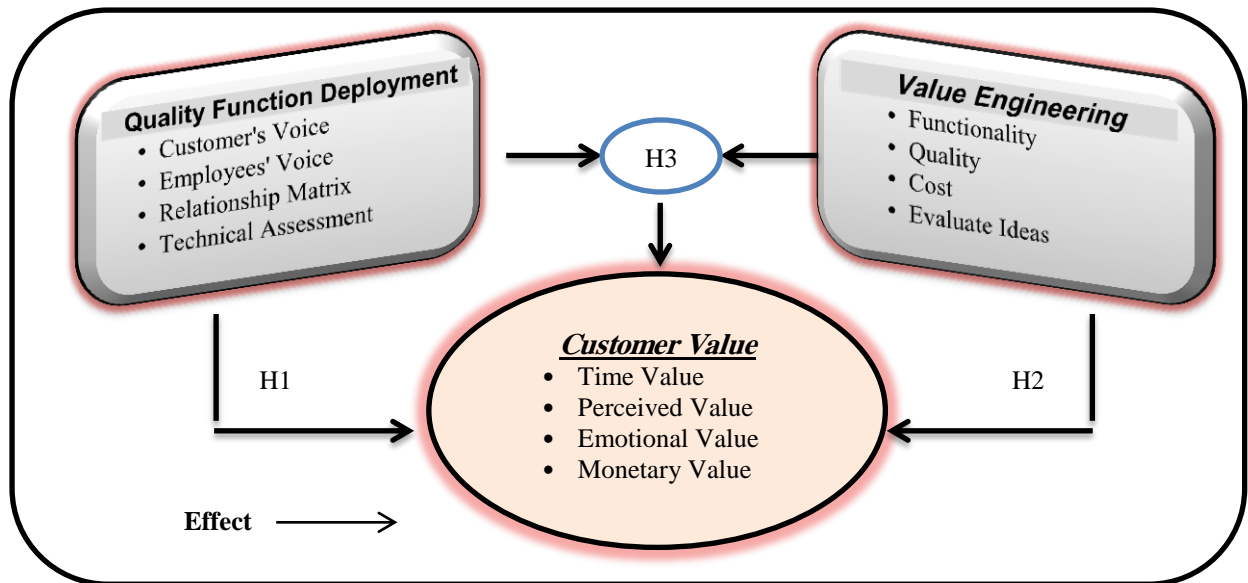 Quality Function Deployment
• Customer's Voice
• Employees' Voice
• Relationship Matrix
• Technical Assessment
H3
Value Engineering
• Functionality
• Quality
• Cost
• Evaluate Ideas
H1
Customer Value
• Time Value
• Perceived Value
• Emotional Value
• Monetary Value
H2
Effect